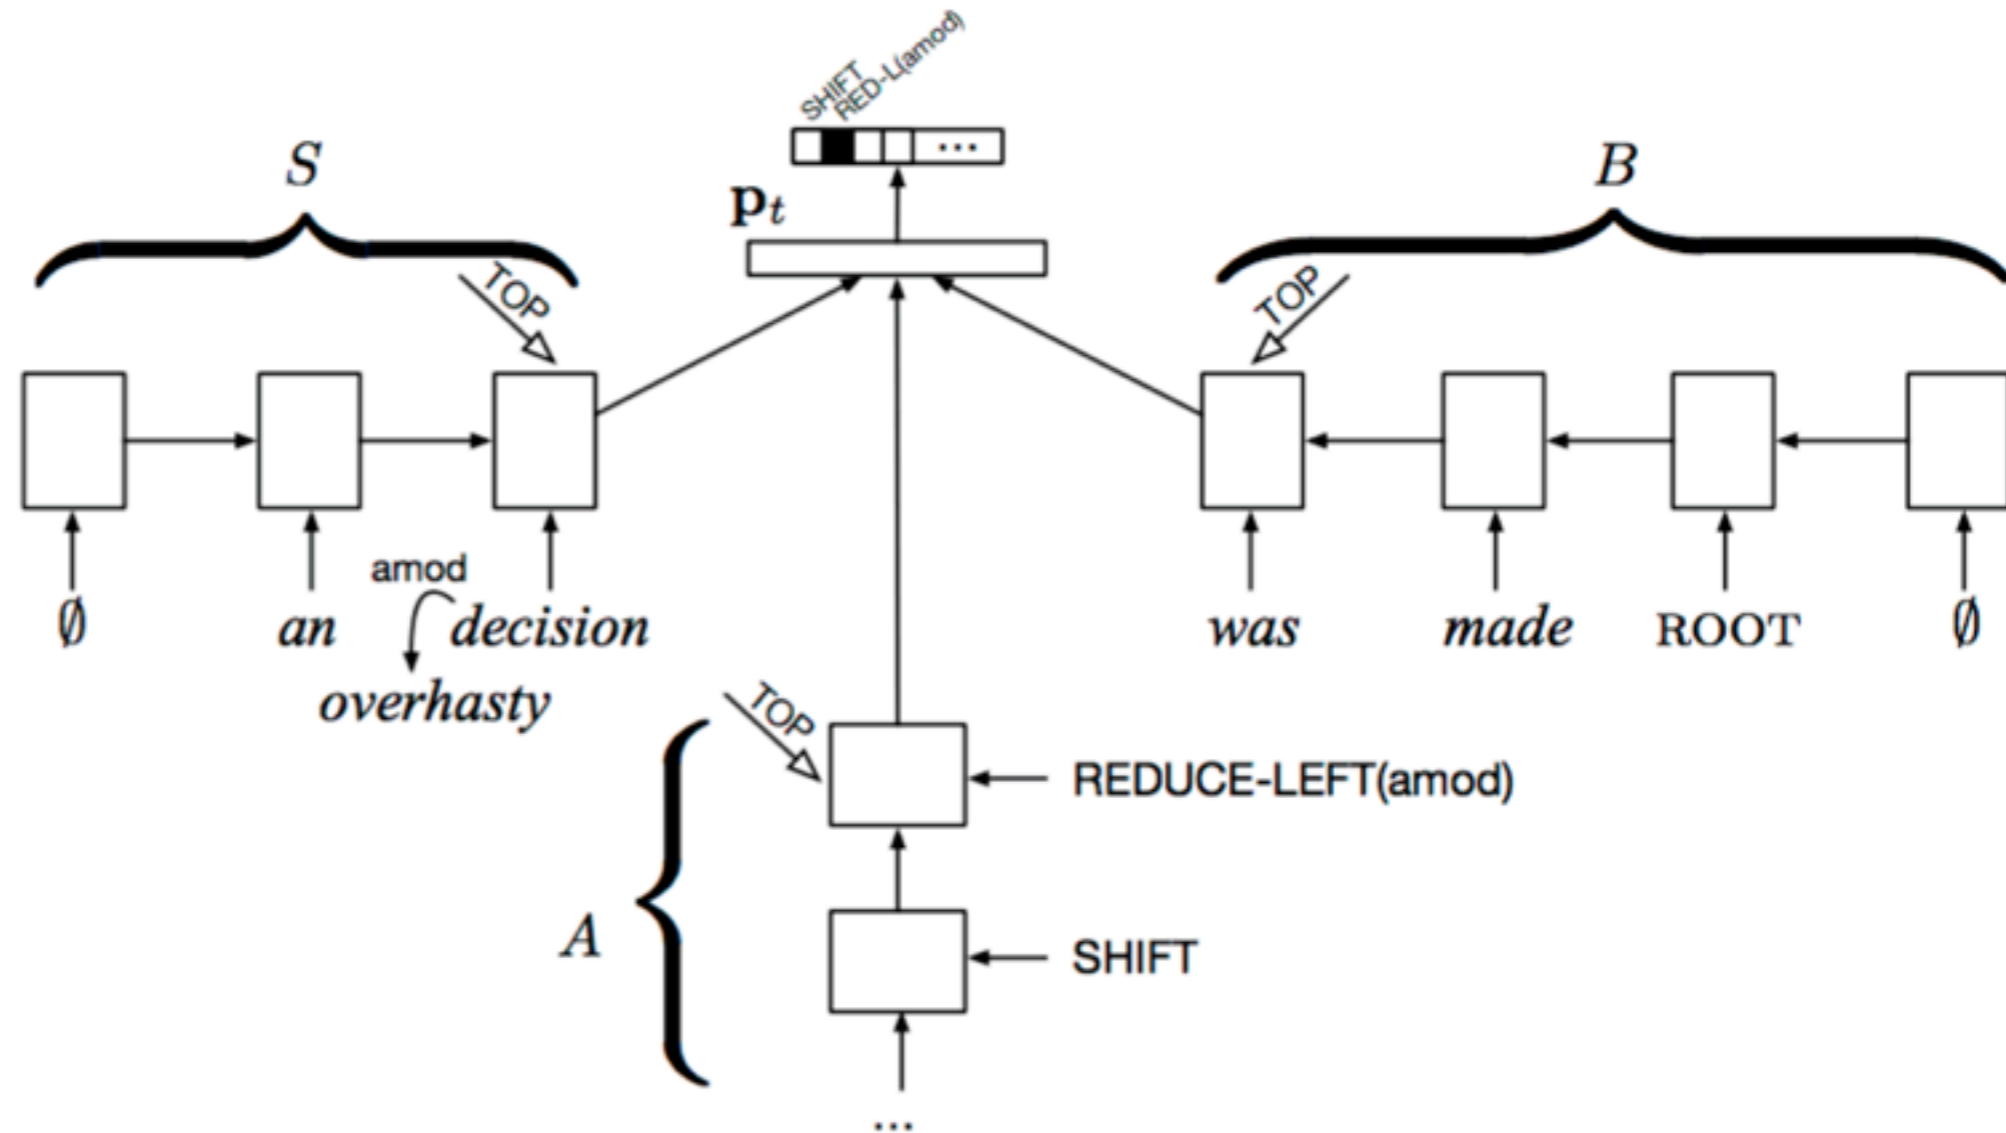 SHIFT
RED-L(amod)
...
S
p_t
B
TOP
TOP
amod
∅ an decision was made ROOT ∅
overhasty
TOP
REDUCE-LEFT(amod)
A
SHIFT
...